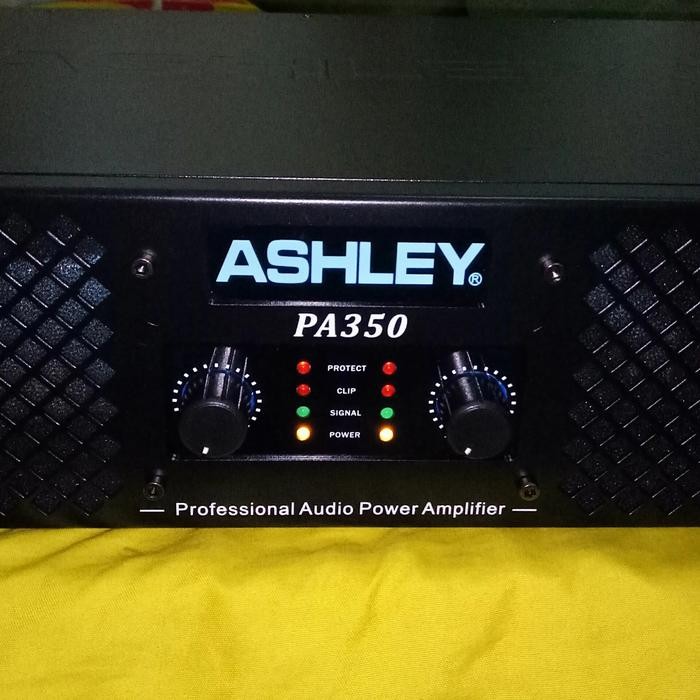 ASHLEY®
PA350
PROTECT
CLIP
SIGNAL
POWER
Professional Audio Power Amplifier